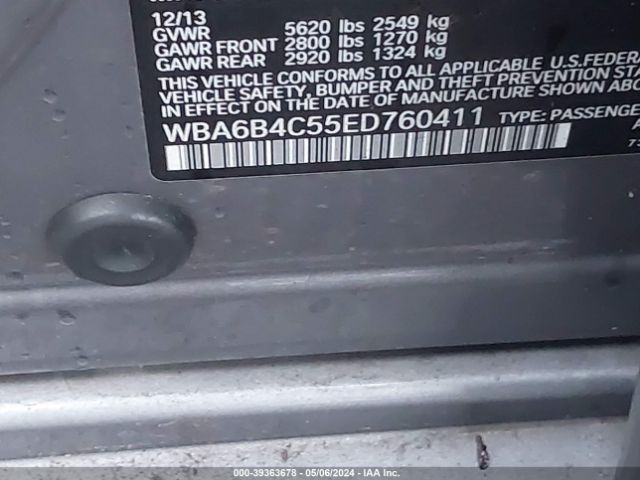 12/13
GVWR 5620 lbs 2549 kg
GAWR FRONT 2800 lbs 1270 kg
GAWR REAR 2920 lbs 1324 kg
THIS VEHICLE CONFORMS TO ALL APPLICABLE U.S.FEDERA
VEHICLE SAFETY, BUMPER AND THEFT PREVENTION STA
IN EFFECT ON THE DATE OF MANUFACTURE SHOWN ABO
WBA6B4C55ED760411 TYPE: PASSENGE
000-39363678 - 05/06/2024 - IAA Inc.